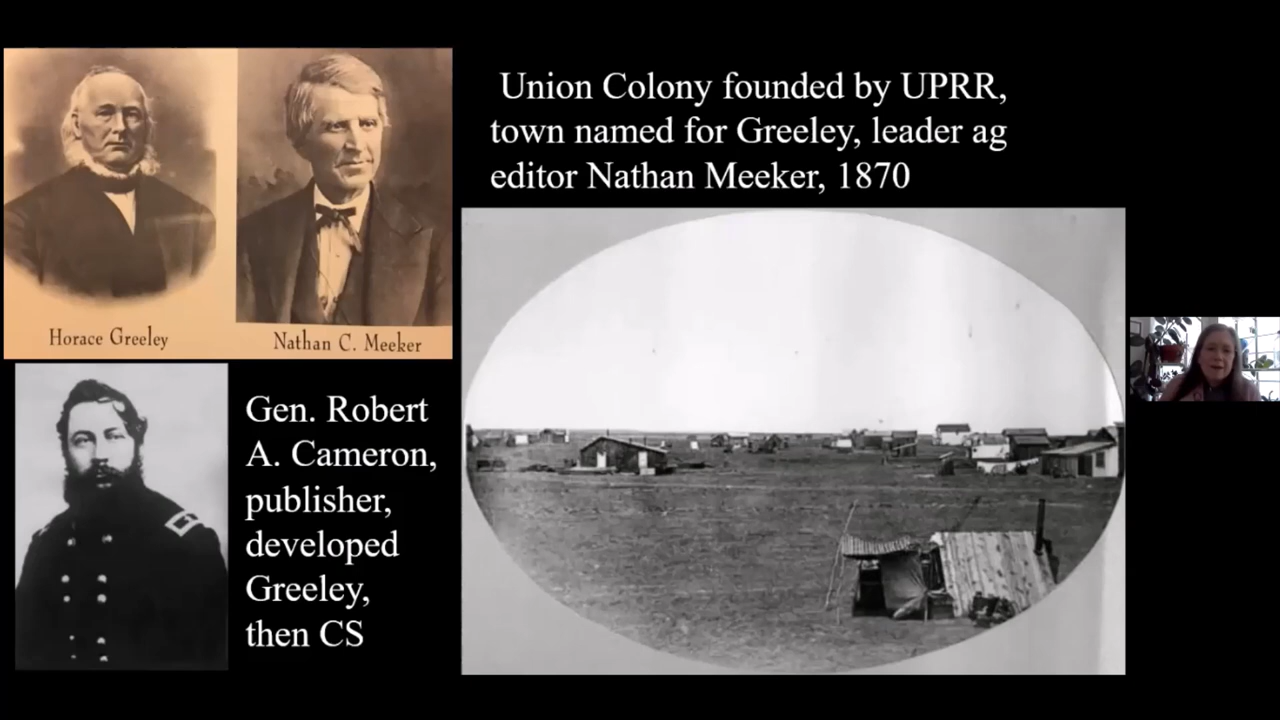 Union Colony founded by UPRR,
town named for Greeley, leader ag
editor Nathan Meeker, 1870
Horace Greeley
Nathan C. Meeker
Gen. Robert
A. Cameron,
publisher,
developed
Greeley,
then CS